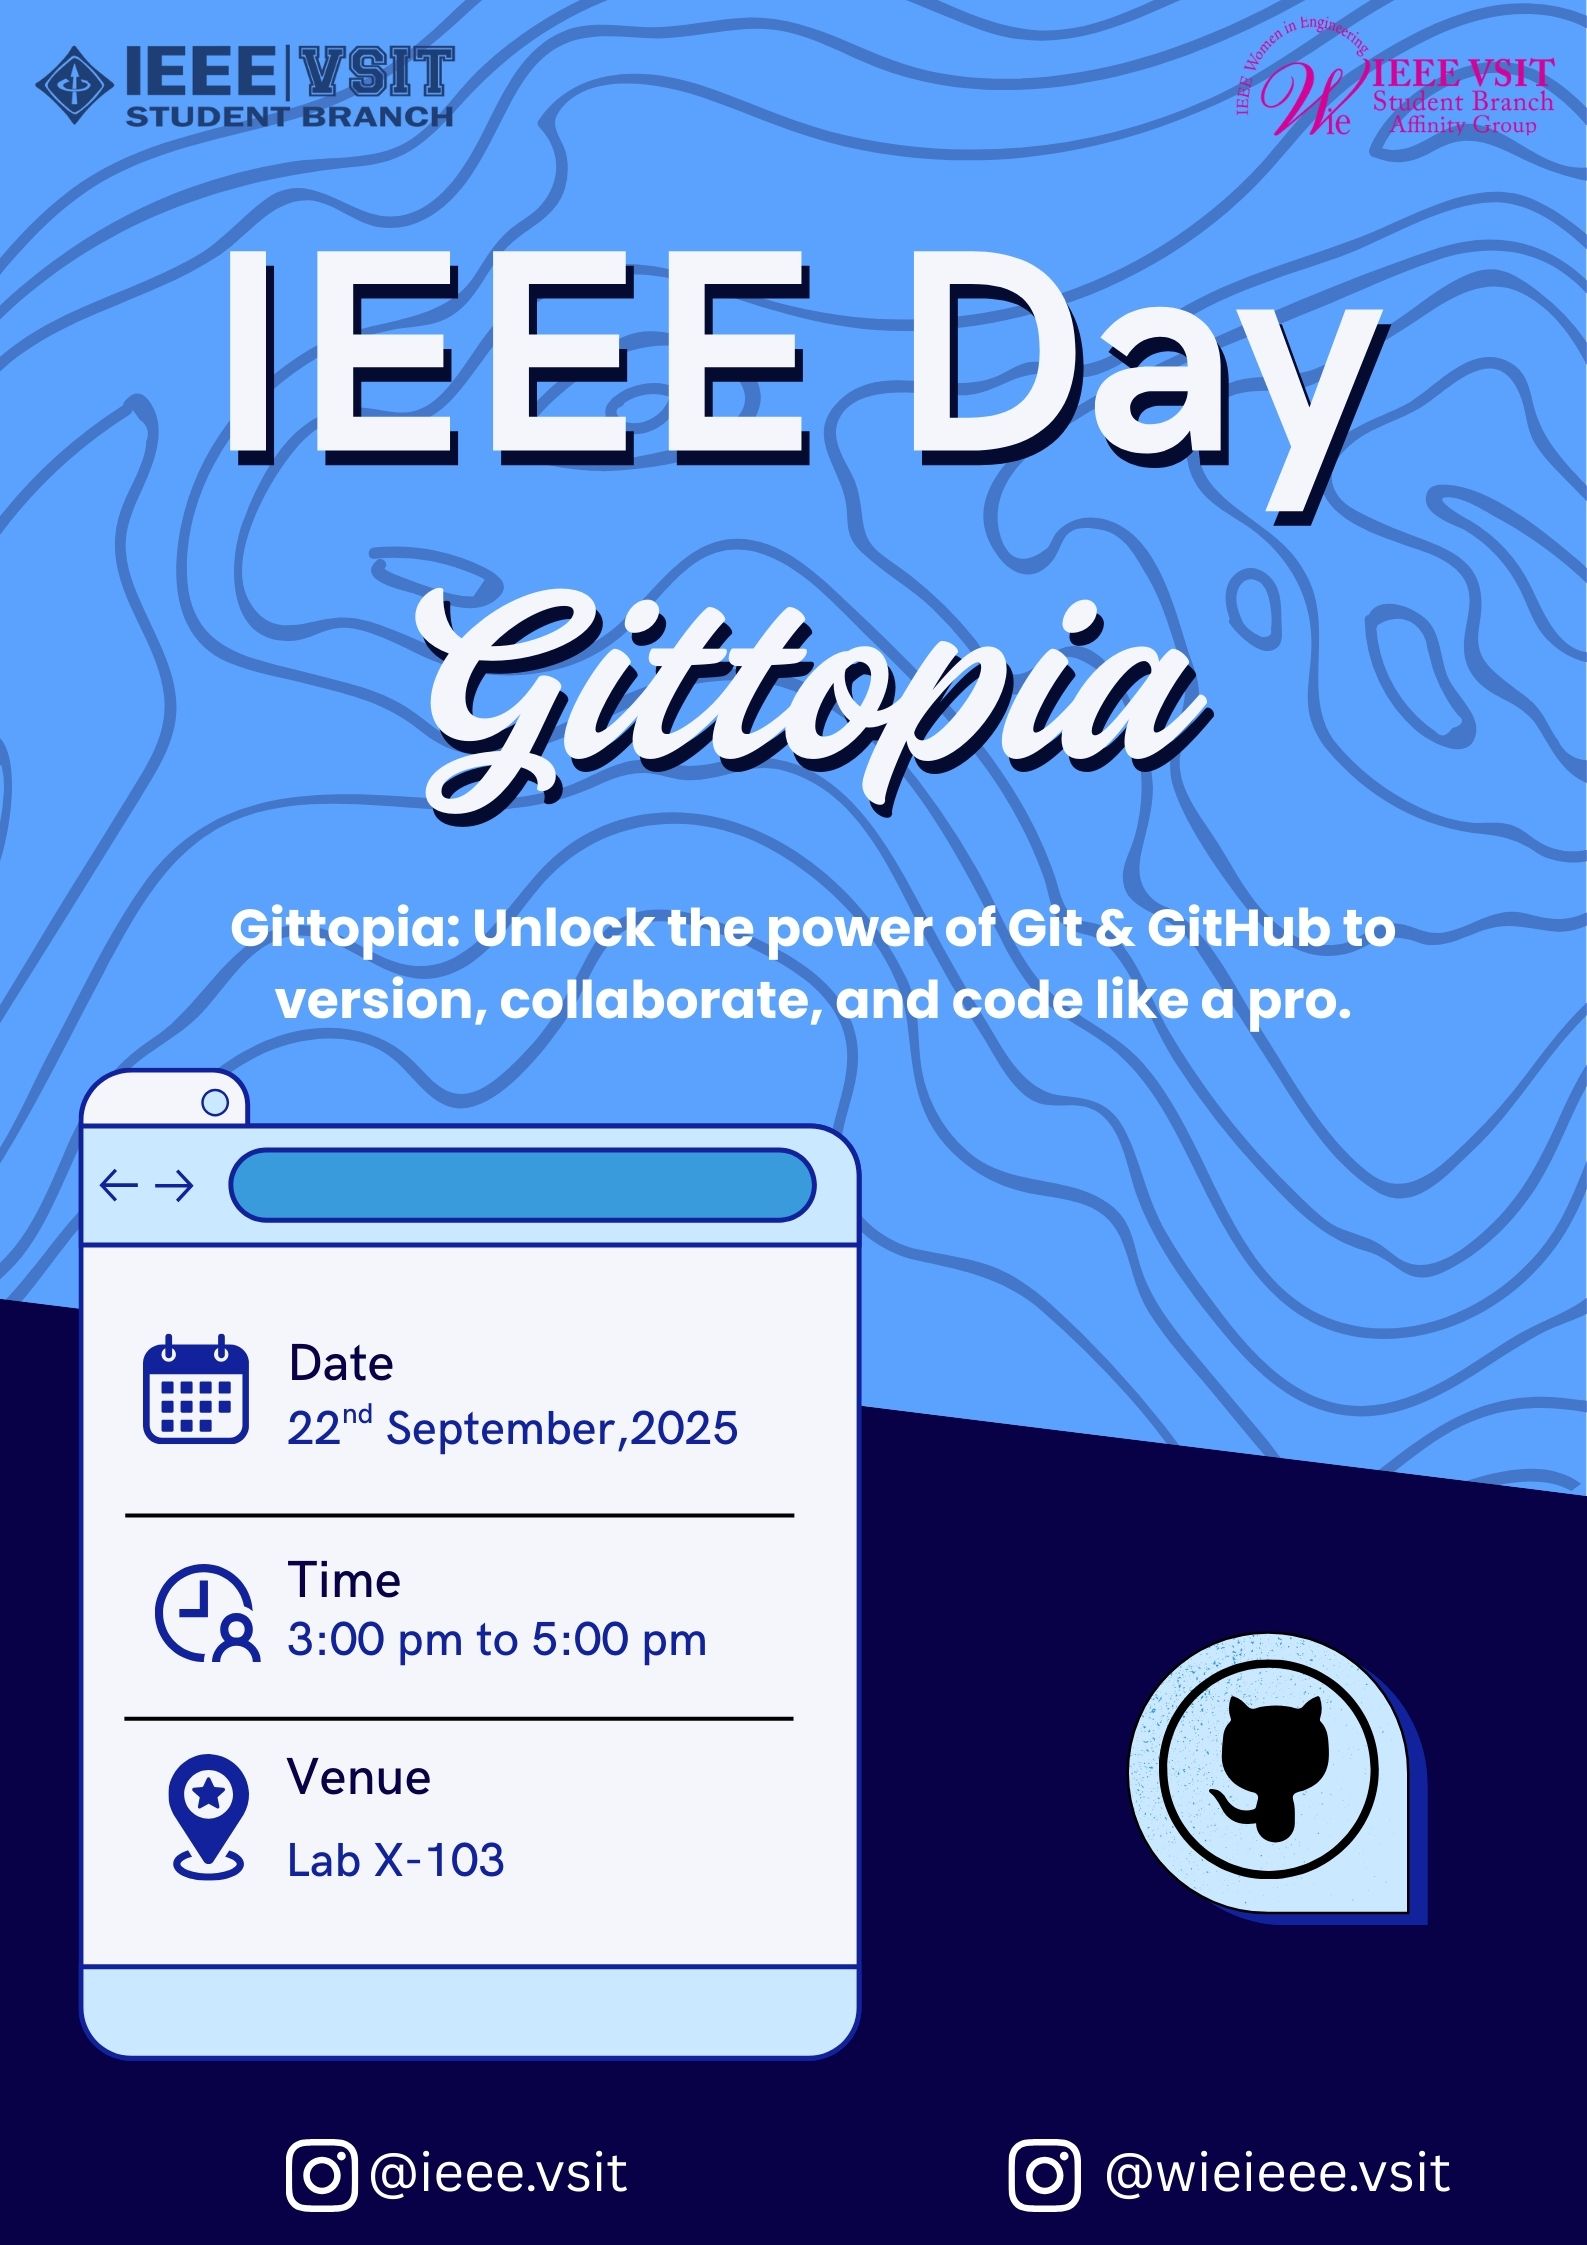 IEEE | VSIT
STUDENT BRANCH
IEEE Women in Engineering
Wie
IEEE VSIT
Student Branch
Affinity Group
IEEE Day
Gittopia
Gittopia: Unlock the power of Git & GitHub to
version, collaborate, and code like a pro.
Date
22nd September,2025
Time
3:00 pm to 5:00 pm
Venue
Lab X-103
@ieee.vsit
@wieieee.vsit